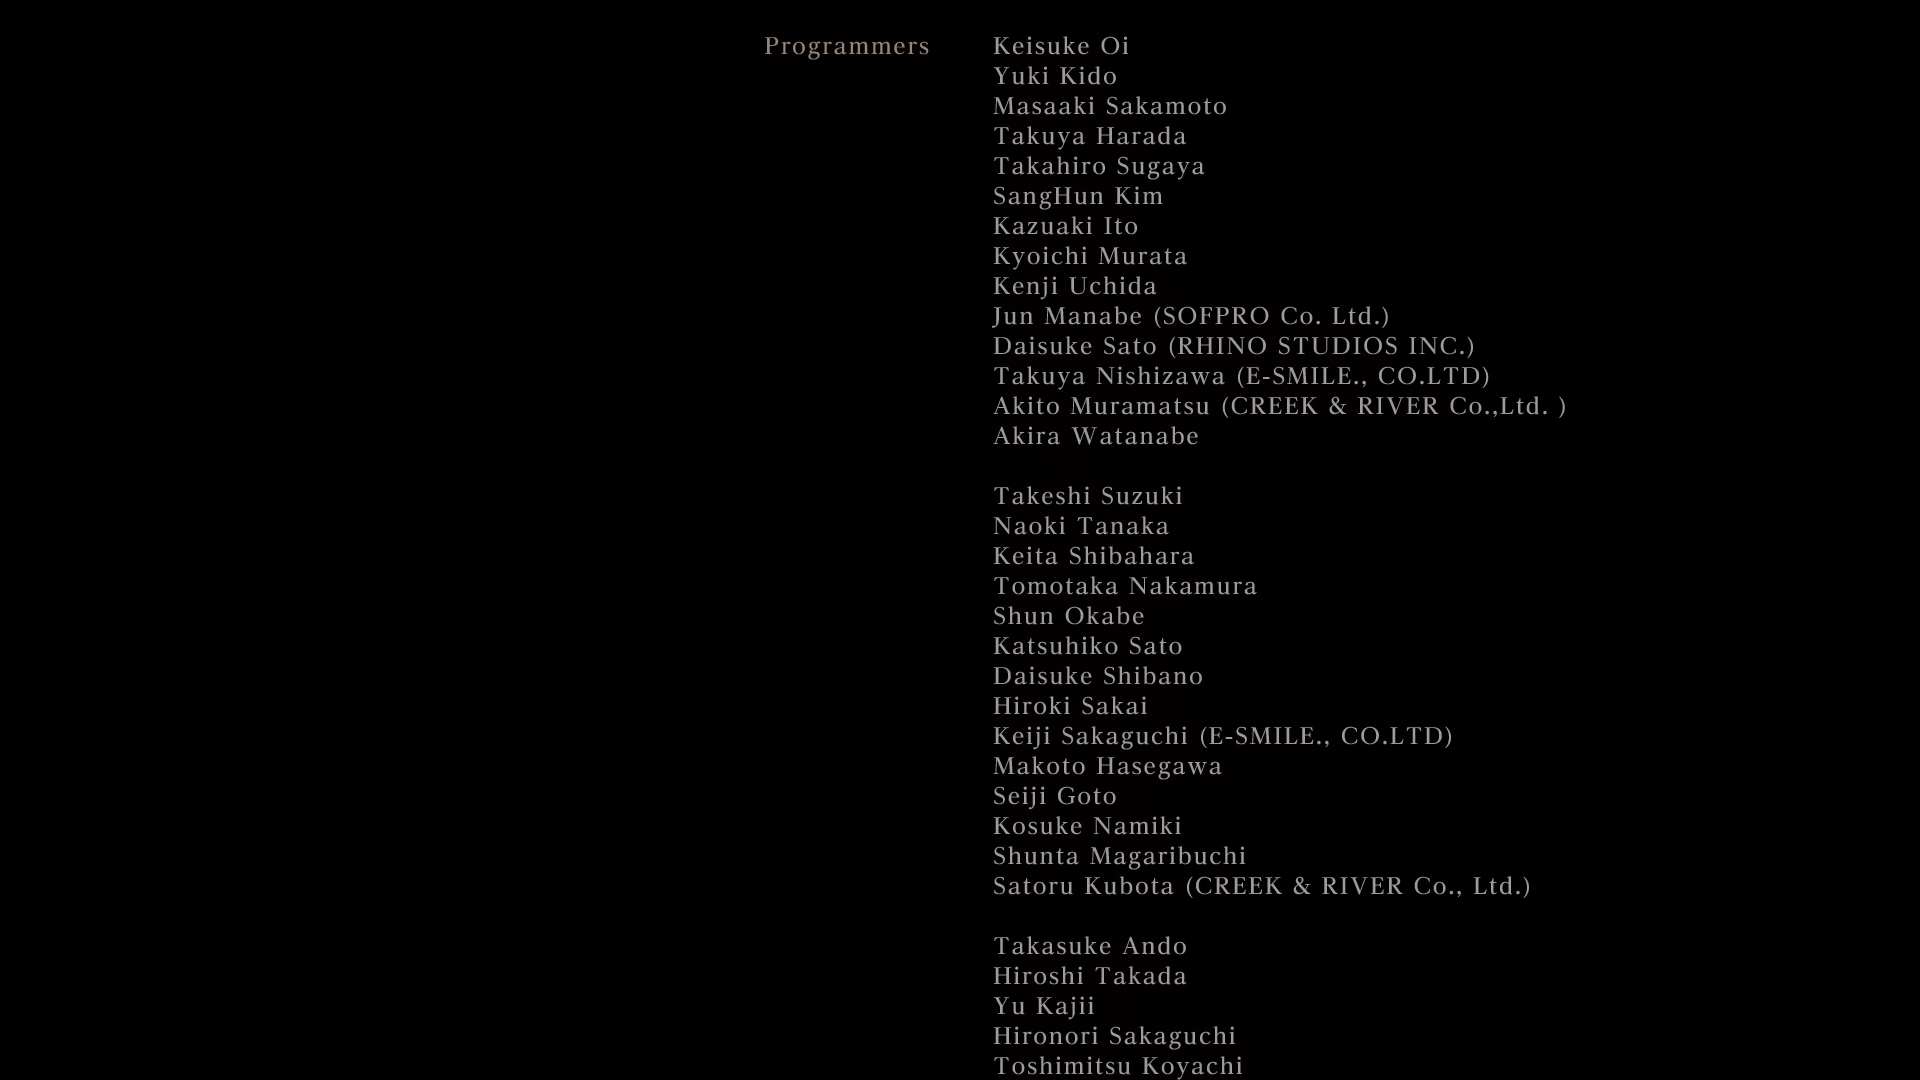 Programmers Keisuke Oi
Yuki Kido
Masaaki Sakamoto
Takuya Harada
Takahiro Sugaya
SangHun Kim
Kazuaki Ito
Kyoichi Murata
Kenji Uchida
Jun Manabe (SOFPRO Co. Ltd.)
Daisuke Sato (RHINO STUDIOS INC.)
Takuya Nishizawa (E-SMILE., CO.LTD)
Akito Muramatsu (CREEK & RIVER Co.,Ltd. )
Akira Watanabe
Takeshi Suzuki
Naoki Tanaka
Keita Shibahara
Tomotaka Nakamura
Shun Okabe
Katsuhiko Sato
Daisuke Shibano
Hiroki Sakai
Keiji Sakaguchi (E-SMILE., CO.LTD)
Makoto Hasegawa
Seiji Goto
Kosuke Namiki
Shunta Magaribuchi
Satoru Kubota (CREEK & RIVER Co., Ltd.)
Takasuke Ando
Hiroshi Takada
Yu Kajii
Hironori Sakaguchi
Toshimitsu Koyachi